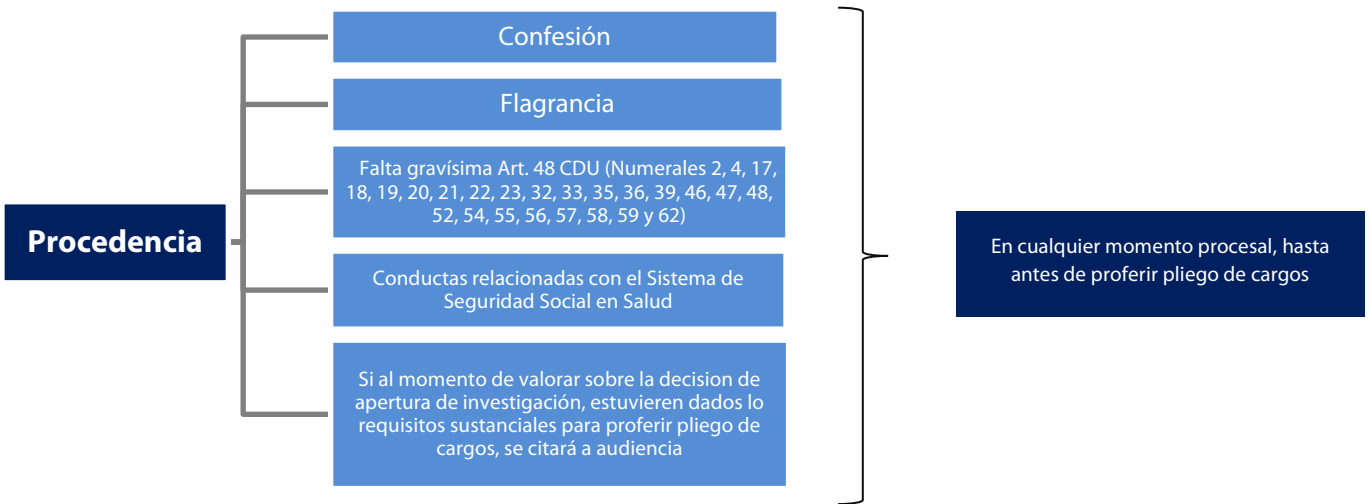 Confesión
Flagrancia
Falta gravísima Art. 48 CDU (Numerales 2, 4, 17,
18, 19, 20, 21, 22, 23, 32, 33, 35, 36, 39, 46, 47, 48,
52, 54, 55, 56, 57, 58, 59 y 62)
Procedencia
Conductas relacionadas con el Sistema de
Seguridad Social en Salud
Si al momento de valorar sobre la decision de
apertura de investigación, estuvieren dados lo
requisitos sustanciales para proferir pliego de
cargos, se citará a audiencia
En cualquier momento procesal, hasta
antes de proferir pliego de cargos